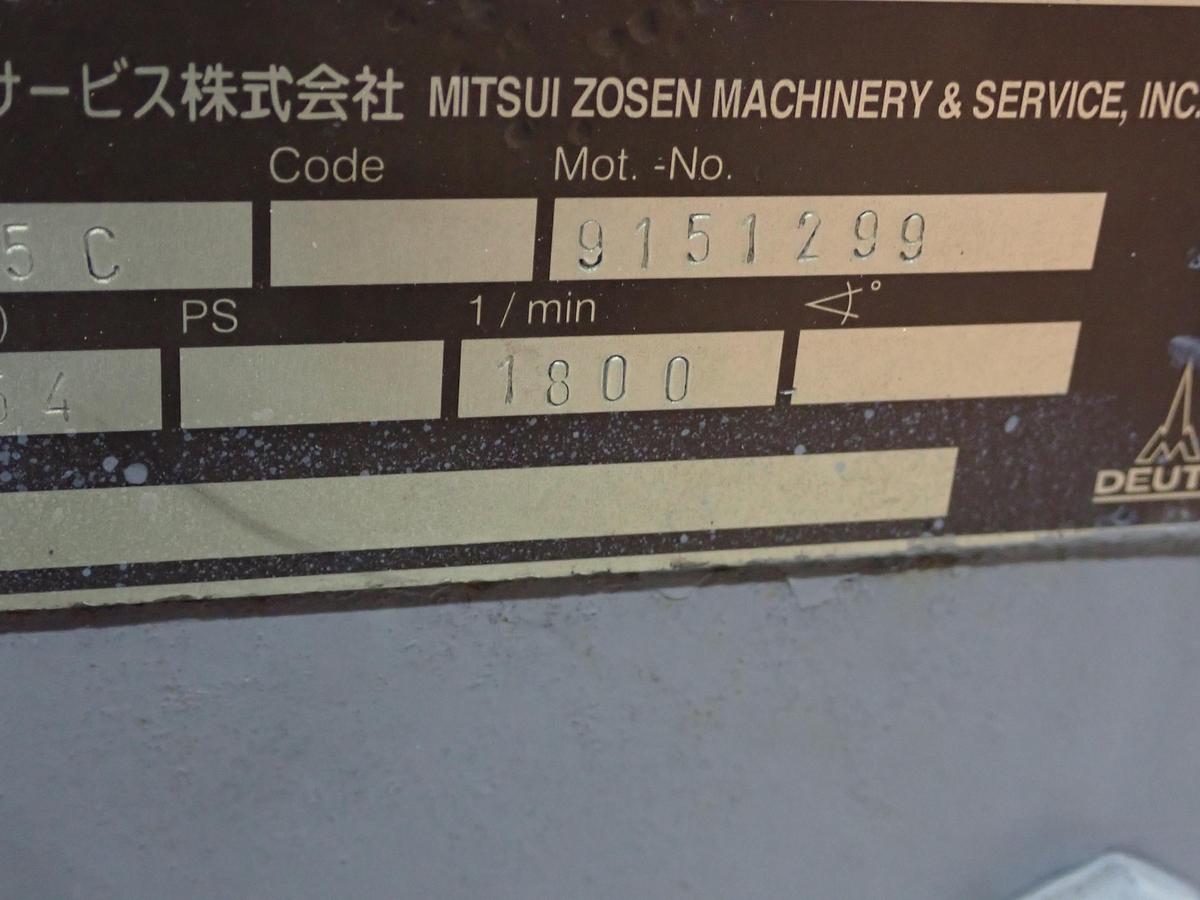 サービス株式会社 MITSUI ZOSEN MACHINERY & SERVICE, INC.
Code Mot. -No.
5 C 9151299
) PS 1 / min °
54 1800
DEUT